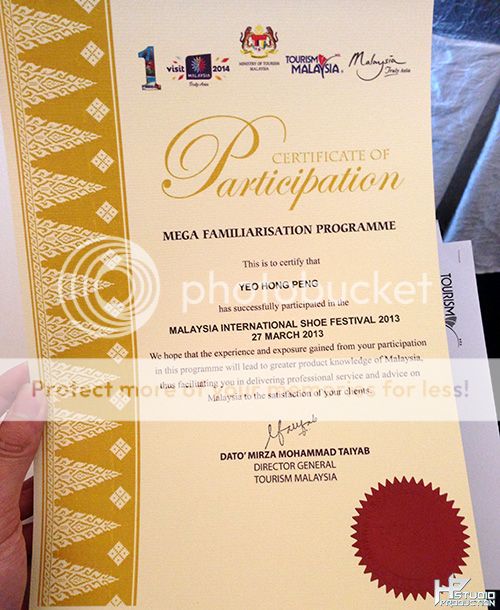 1
visit MALAYSIA 2014
Truly Asia
MINISTRY OF TOURISM
MALAYSIA
TOURISM
MALAYSIA
Malaysia
Truly Asia
CERTIFICATE OF
Participation
MEGA FAMILIARISATION PROGRAMME
This is to certify that
YEO HONG PENG
photobucket
has successfully participated in the
MALAYSIA INTERNATIONAL SHOE FESTIVAL 2013
27 MARCH 2013
We hope that the experience and exposure gained from your participation
in this programme will lead to greater product knowledge of Malaysia,
Protect more of your memories for less!
thus facilitating you in delivering professional service and advice on
Malaysia to the satisfaction of your clients.
DATO' MIRZA MOHAMMAD TAIYAB
DIRECTOR GENERAL
TOURISM MALAYSIA
TOURISM
STUDIO
PRODUCTION